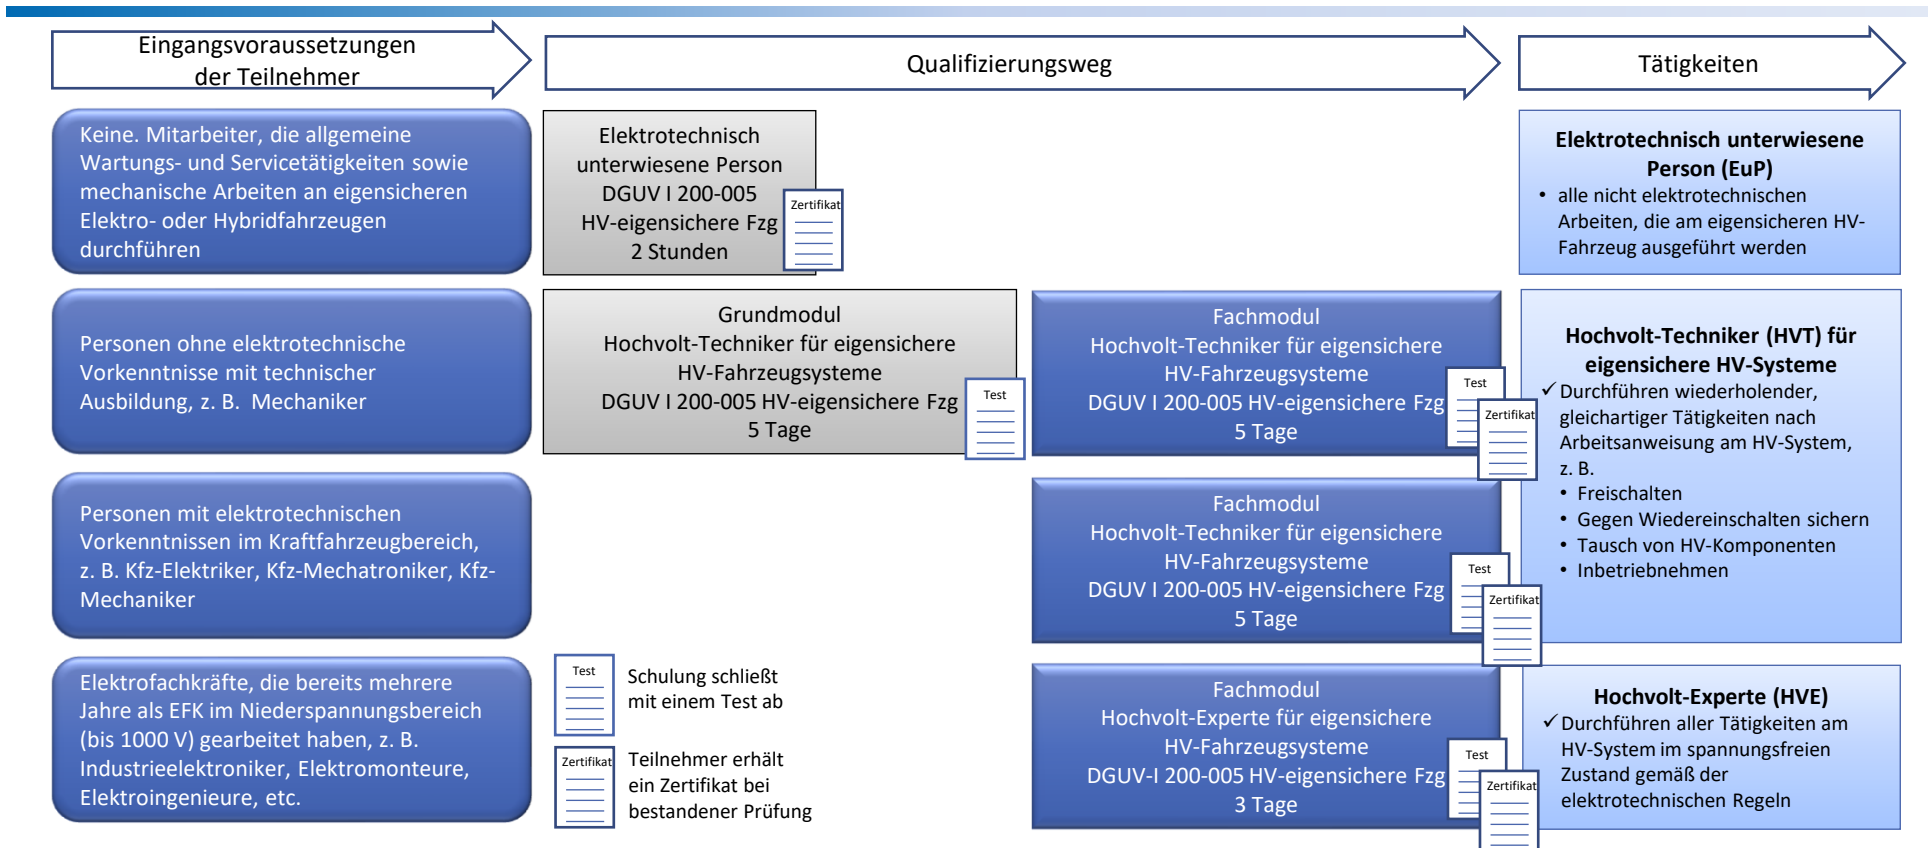 Eingangsvoraussetzungen
der Teilnehmer
Qualifizierungsweg
Tätigkeiten
Keine. Mitarbeiter, die allgemeine
Wartungs- und Servicetätigkeiten sowie
mechanische Arbeiten an eigensicheren
Elektro- oder Hybridfahrzeugen
durchführen
Elektrotechnisch
unterwiesene Person
DGUV I 200-005
HV-eigensichere Fzg
2 Stunden
Zertifikat
Elektrotechnisch unterwiesene
Person (EuP)
• alle nicht elektrotechnischen
Arbeiten, die am eigensicheren HV-
Fahrzeug ausgeführt werden
Personen ohne elektrotechnische
Vorkenntnisse mit technischer
Ausbildung, z. B.  Mechaniker
Grundmodul
Hochvolt-Techniker für eigensichere
HV-Fahrzeugsysteme
DGUV I 200-005 HV-eigensichere Fzg
5 Tage
Test
Fachmodul
Hochvolt-Techniker für eigensichere
HV-Fahrzeugsysteme
DGUV I 200-005 HV-eigensichere Fzg
5 Tage
Test
Zertifikat
Hochvolt-Techniker (HVT) für
eigensichere HV-Systeme
✓ Durchführen wiederholender,
gleichartiger Tätigkeiten nach
Arbeitsanweisung am HV-System,
z. B.
• Freischalten
• Gegen Wiedereinschalten sichern
• Tausch von HV-Komponenten
• Inbetriebnehmen
Personen mit elektrotechnischen
Vorkenntnissen im Kraftfahrzeugbereich,
z. B. Kfz-Elektriker, Kfz-Mechatroniker, Kfz-
Mechaniker
Fachmodul
Hochvolt-Techniker für eigensichere
HV-Fahrzeugsysteme
DGUV I 200-005 HV-eigensichere Fzg
5 Tage
Test
Zertifikat
Elektrofachkräfte, die bereits mehrere
Jahre als EFK im Niederspannungsbereich
(bis 1000 V) gearbeitet haben, z. B.
Industrieelektroniker, Elektromonteure,
Elektroingenieure, etc.
Test
Schulung schließt
mit einem Test ab
Zertifikat
Teilnehmer erhält
ein Zertifikat bei
bestandener Prüfung
Fachmodul
Hochvolt-Experte für eigensichere
HV-Fahrzeugsysteme
DGUV-I 200-005 HV-eigensichere Fzg
3 Tage
Test
Zertifikat
Hochvolt-Experte (HVE)
✓ Durchführen aller Tätigkeiten am
HV-System im spannungsfreien
Zustand gemäß der
elektrotechnischen Regeln